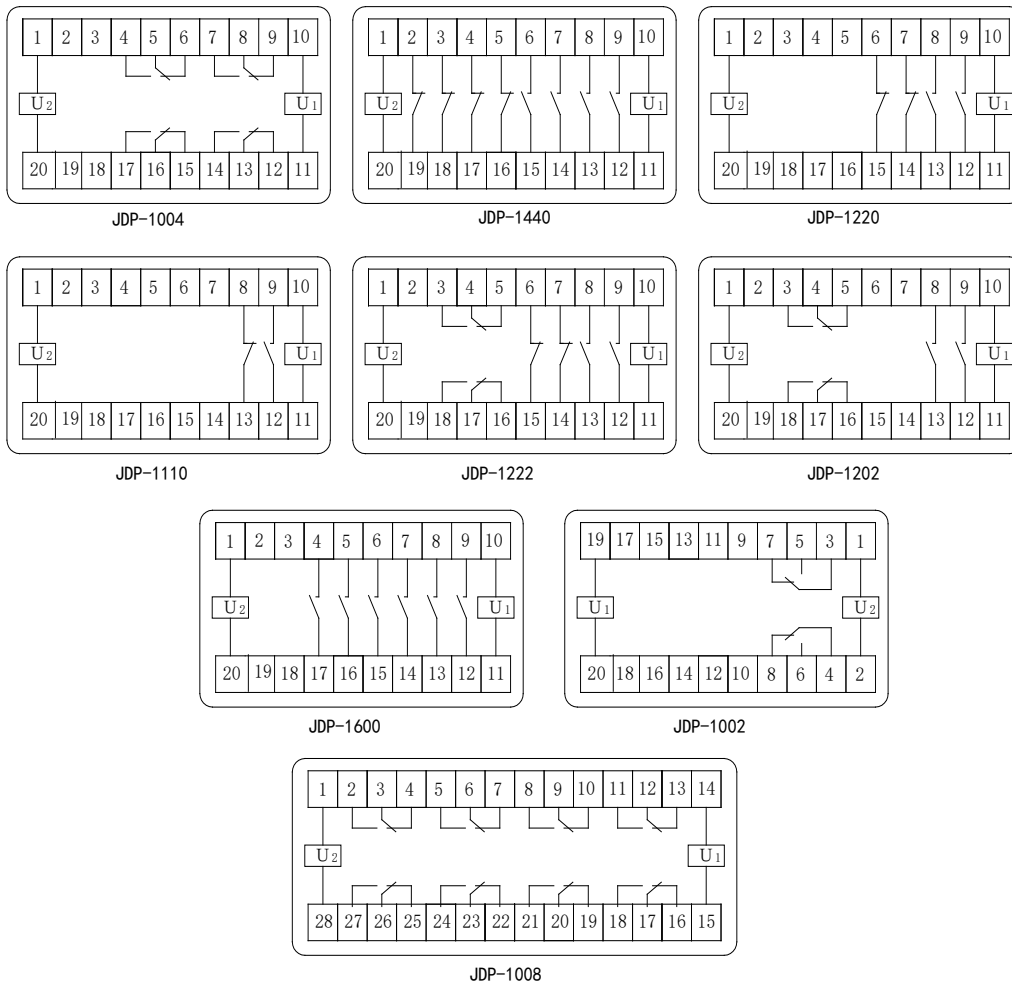 1 2 3 4 5 6 7 8 9 10
U2 U1
20 19 18 17 16 15 14 13 12 11
JDP-1004
1 2 3 4 5 6 7 8 9 10
U2 U1
20 19 18 17 16 15 14 13 12 11
JDP-1440
1 2 3 4 5 6 7 8 9 10
U2 U1
20 19 18 17 16 15 14 13 12 11
JDP-1220
1 2 3 4 5 6 7 8 9 10
U2 U1
20 19 18 17 16 15 14 13 12 11
JDP-1110
1 2 3 4 5 6 7 8 9 10
U2 U1
20 19 18 17 16 15 14 13 12 11
JDP-1222
1 2 3 4 5 6 7 8 9 10
U2 U1
20 19 18 17 16 15 14 13 12 11
JDP-1202
1 2 3 4 5 6 7 8 9 10
U2 U1
20 19 18 17 16 15 14 13 12 11
JDP-1600
19 17 15 13 11 9 7 5 3 1
U1 U2
20 18 16 14 12 10 8 6 4 2
JDP-1002
1 2 3 4 5 6 7 8 9 10 11 12 13 14
U2 U1
28 27 26 25 24 23 22 21 20 19 18 17 16 15
JDP-1008